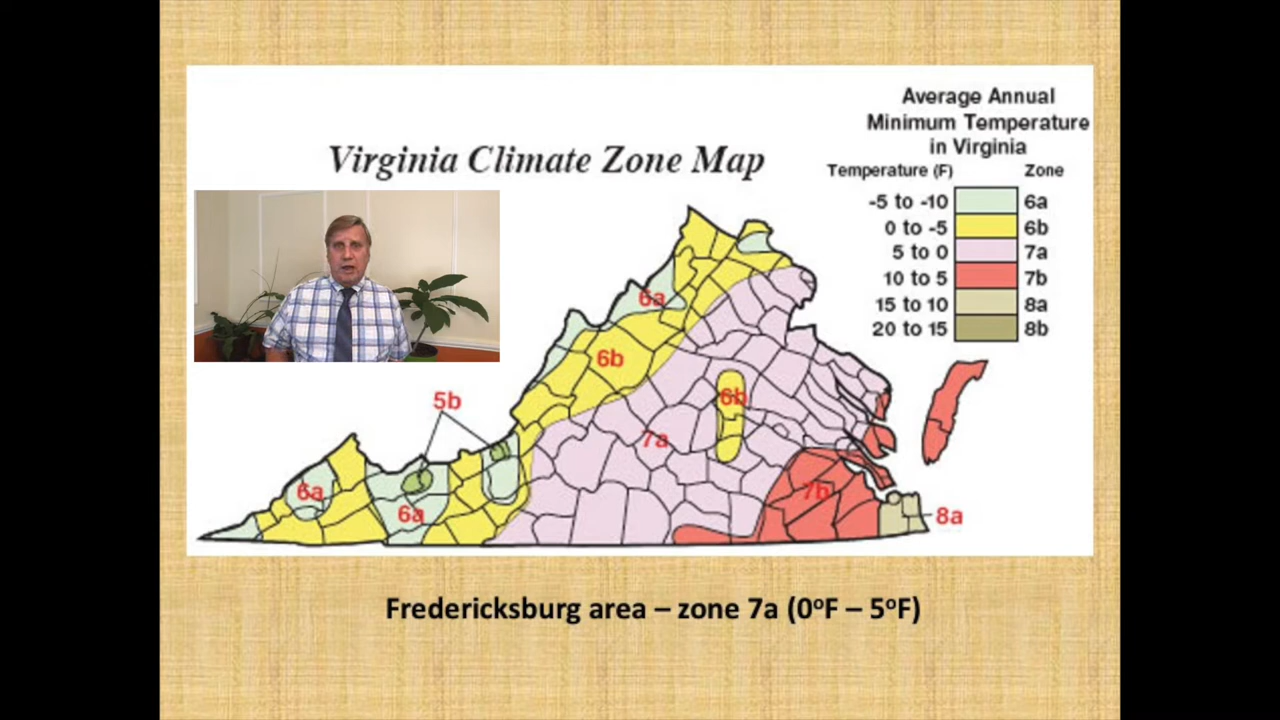 Average Annual
Minimum Temperature
in Virginia
Virginia Climate Zone Map
Temperature (F) Zone
-5 to -10 6a
0 to -5 6b
5 to 0 7a
10 to 5 7b
15 to 10 8a
20 to 15 8b
6a
6b
5b
6b
7a
6a
7b
6a
8a
Fredericksburg area – zone 7a (0ºF – 5ºF)